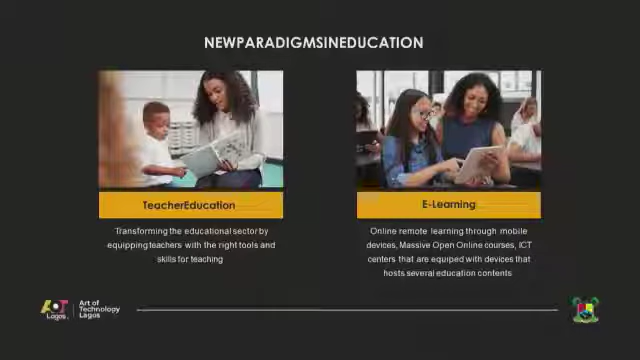 NEWPARADIGMSINEDUCATION
TeacherEducation
Transforming the educational sector by
equipping teachers with the right tools and
skills for teaching
E-Learning
Online remote learning through mobile
devices, Massive Open Online courses, ICT
centers that are equiped with devices that
hosts several education contents
AOT
Lagos
Art of
Technology
Lagos